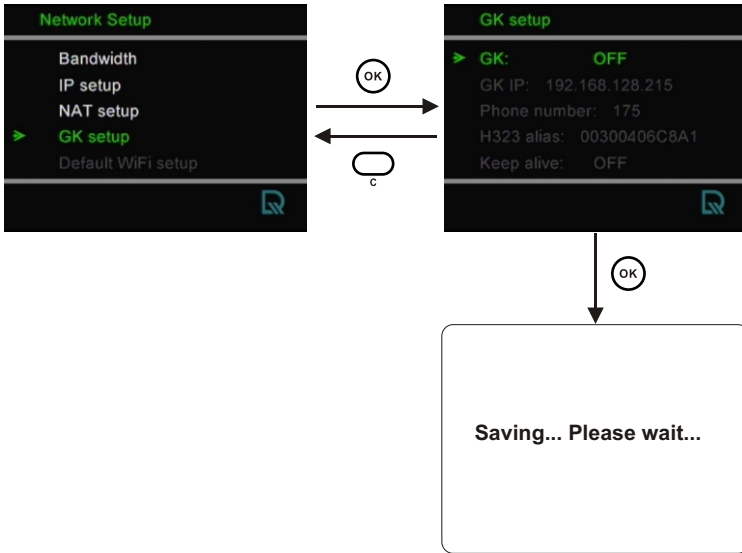 Network Setup
Bandwidth
IP setup
NAT setup
GK setup
Default WiFi setup
OK
C
GK setup
GK: OFF
GK IP: 192.168.128.215
Phone number: 175
H323 alias: 00300406C8A1
Keep alive: OFF
OK
Saving... Please wait...